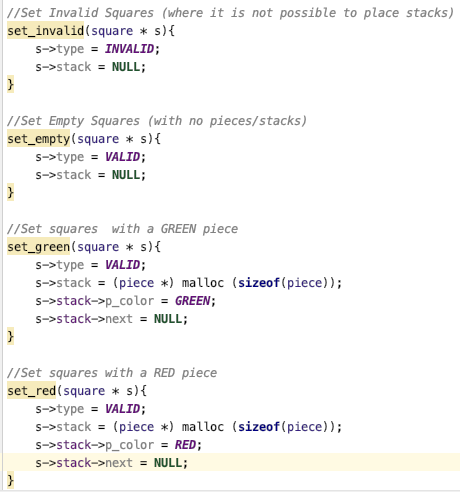 //Set Invalid Squares (where it is not possible to place stacks)
set_invalid(square * s){
s->type = INVALID;
s->stack = NULL;
}
//Set Empty Squares (with no pieces/stacks)
set_empty(square * s){
s->type = VALID;
s->stack = NULL;
}
//Set squares  with a GREEN piece
set_green(square * s){
s->type = VALID;
s->stack = (piece *) malloc (sizeof(piece));
s->stack->p_color = GREEN;
s->stack->next = NULL;
}
//Set squares with a RED piece
set_red(square * s){
s->type = VALID;
s->stack = (piece *) malloc (sizeof(piece));
s->stack->p_color = RED;
s->stack->next = NULL;
}